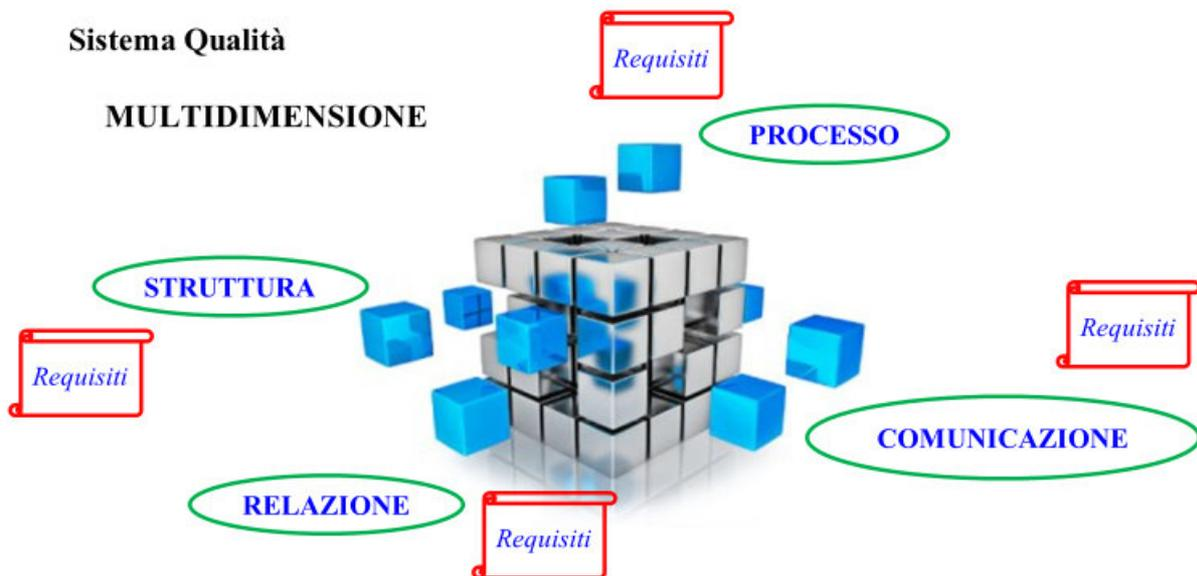 Sistema Qualità
MULTIDIMENSIONE
Requisiti
PROCESSO
STRUTTURA
Requisiti
Requisiti
COMUNICAZIONE
RELAZIONE
Requisiti